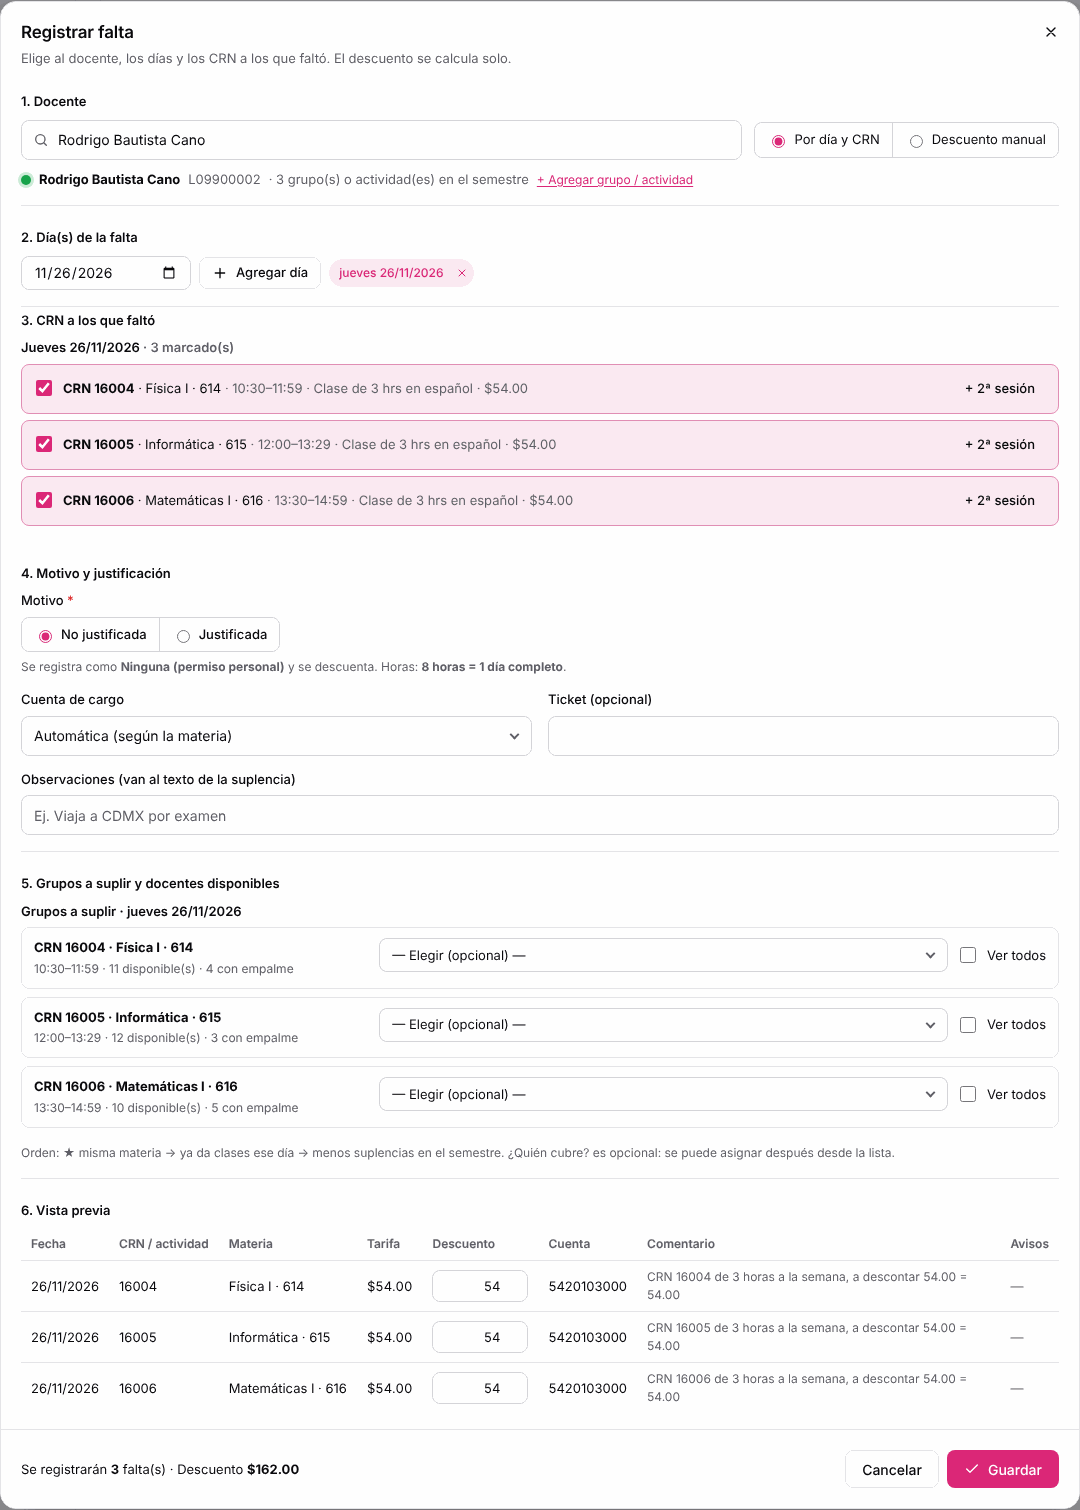 Registrar falta
Elige al docente, los días y los CRN a los que faltó. El descuento se calcula solo.
1. Docente
Rodrigo Bautista Cano
Por día y CRN
Descuento manual
Rodrigo Bautista Cano L09900002 · 3 grupo(s) o actividad(es) en el semestre + Agregar grupo / actividad
2. Día(s) de la falta
11/26/2026
+ Agregar día
jueves 26/11/2026 ×
3. CRN a los que faltó
Jueves 26/11/2026 · 3 marcado(s)
CRN 16004 · Física I · 614 · 10:30–11:59 · Clase de 3 hrs en español · $54.00 + 2ª sesión
CRN 16005 · Informática · 615 · 12:00–13:29 · Clase de 3 hrs en español · $54.00 + 2ª sesión
CRN 16006 · Matemáticas I · 616 · 13:30–14:59 · Clase de 3 hrs en español · $54.00 + 2ª sesión
4. Motivo y justificación
Motivo *
No justificada
Justificada
Se registra como Ninguna (permiso personal) y se descuenta. Horas: 8 horas = 1 día completo.
Cuenta de cargo
Ticket (opcional)
Automática (según la materia)
Observaciones (van al texto de la suplencia)
Ej. Viaja a CDMX por examen
5. Grupos a suplir y docentes disponibles
Grupos a suplir · jueves 26/11/2026
CRN 16004 · Física I · 614
10:30–11:59 · 11 disponible(s) · 4 con empalme
— Elegir (opcional) —
Ver todos
CRN 16005 · Informática · 615
12:00–13:29 · 12 disponible(s) · 3 con empalme
— Elegir (opcional) —
Ver todos
CRN 16006 · Matemáticas I · 616
13:30–14:59 · 10 disponible(s) · 5 con empalme
— Elegir (opcional) —
Ver todos
Orden: ★ misma materia → ya da clases ese día → menos suplencias en el semestre. ¿Quién cubre? es opcional: se puede asignar después desde la lista.
6. Vista previa
Fecha CRN / actividad Materia Tarifa Descuento Cuenta Comentario Avisos
26/11/2026 16004 Física I · 614 $54.00 54 5420103000 CRN 16004 de 3 horas a la semana, a descontar 54.00 = —
54.00
26/11/2026 16005 Informática · 615 $54.00 54 5420103000 CRN 16005 de 3 horas a la semana, a descontar 54.00 = —
54.00
26/11/2026 16006 Matemáticas I · 616 $54.00 54 5420103000 CRN 16006 de 3 horas a la semana, a descontar 54.00 = —
54.00
Se registrarán 3 falta(s) · Descuento $162.00
Cancelar
Guardar